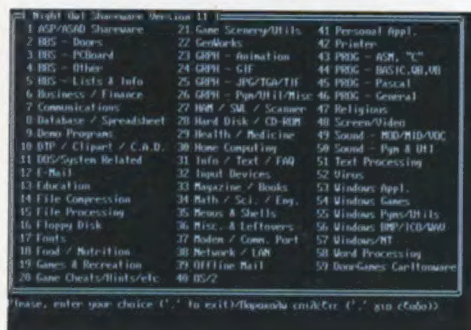 Night Owl Shareware Version 11
1 ASP/ASAD Shareware 21 Game Scenery/Utils 41 Personal Appl.
2 BBS - Doors 22 GeoWorks 42 Printer
3 BBS - PCBoard 23 GRPH - Animation 43 PROG - ASM, "C"
4 BBS - Other 24 GRPH - GIF 44 PROG - BASIC,QB,VB
5 BBS - Lists & Info 25 GRPH - JPG/TGA/TIF 45 PROG - Pascal
6 Business / Finance 26 GRPH - Pgm/Util/Misc 46 PROG - General
7 Communications 27 HAM / SWL / Scanner 47 Religious
8 Database / Spreadsheet 28 Hard Disk / CD-ROM 48 Screen/Video
9 Demo Programs 29 Health / Medicine 49 Sound - MOD/MID/VOC
10 DTP / Clipart / C.A.D. 30 Home Computing 50 Sound - Pgm & Util
11 DOS/System Related 31 Info / Text / FAQ 51 Text Processing
12 E-Mail 32 Input Devices 52 Virus
13 Education 33 Magazine / Books 53 Windows Appl.
14 File Compression 34 Math / Sci. / Eng. 54 Windows Games
15 File Processing 35 Menus & Shells 55 Windows Pgms/Utils
16 Floppy Disk 36 Misc. & Leftovers 56 Windows BMP/ICO/WAV
17 Fonts 37 Modem / Comm. Port 57 Windows/NT
18 Food / Nutrition 38 Network / LAN 58 Word Processing
19 Games & Recreation 39 Offline Mail 59 DoorGames Carltonware
20 Game Cheats/Hints/etc 40 OS/2
Please, enter your choice ('.' to exit)/Παρακαλώ επιλέξτε ('.' για έξοδο)